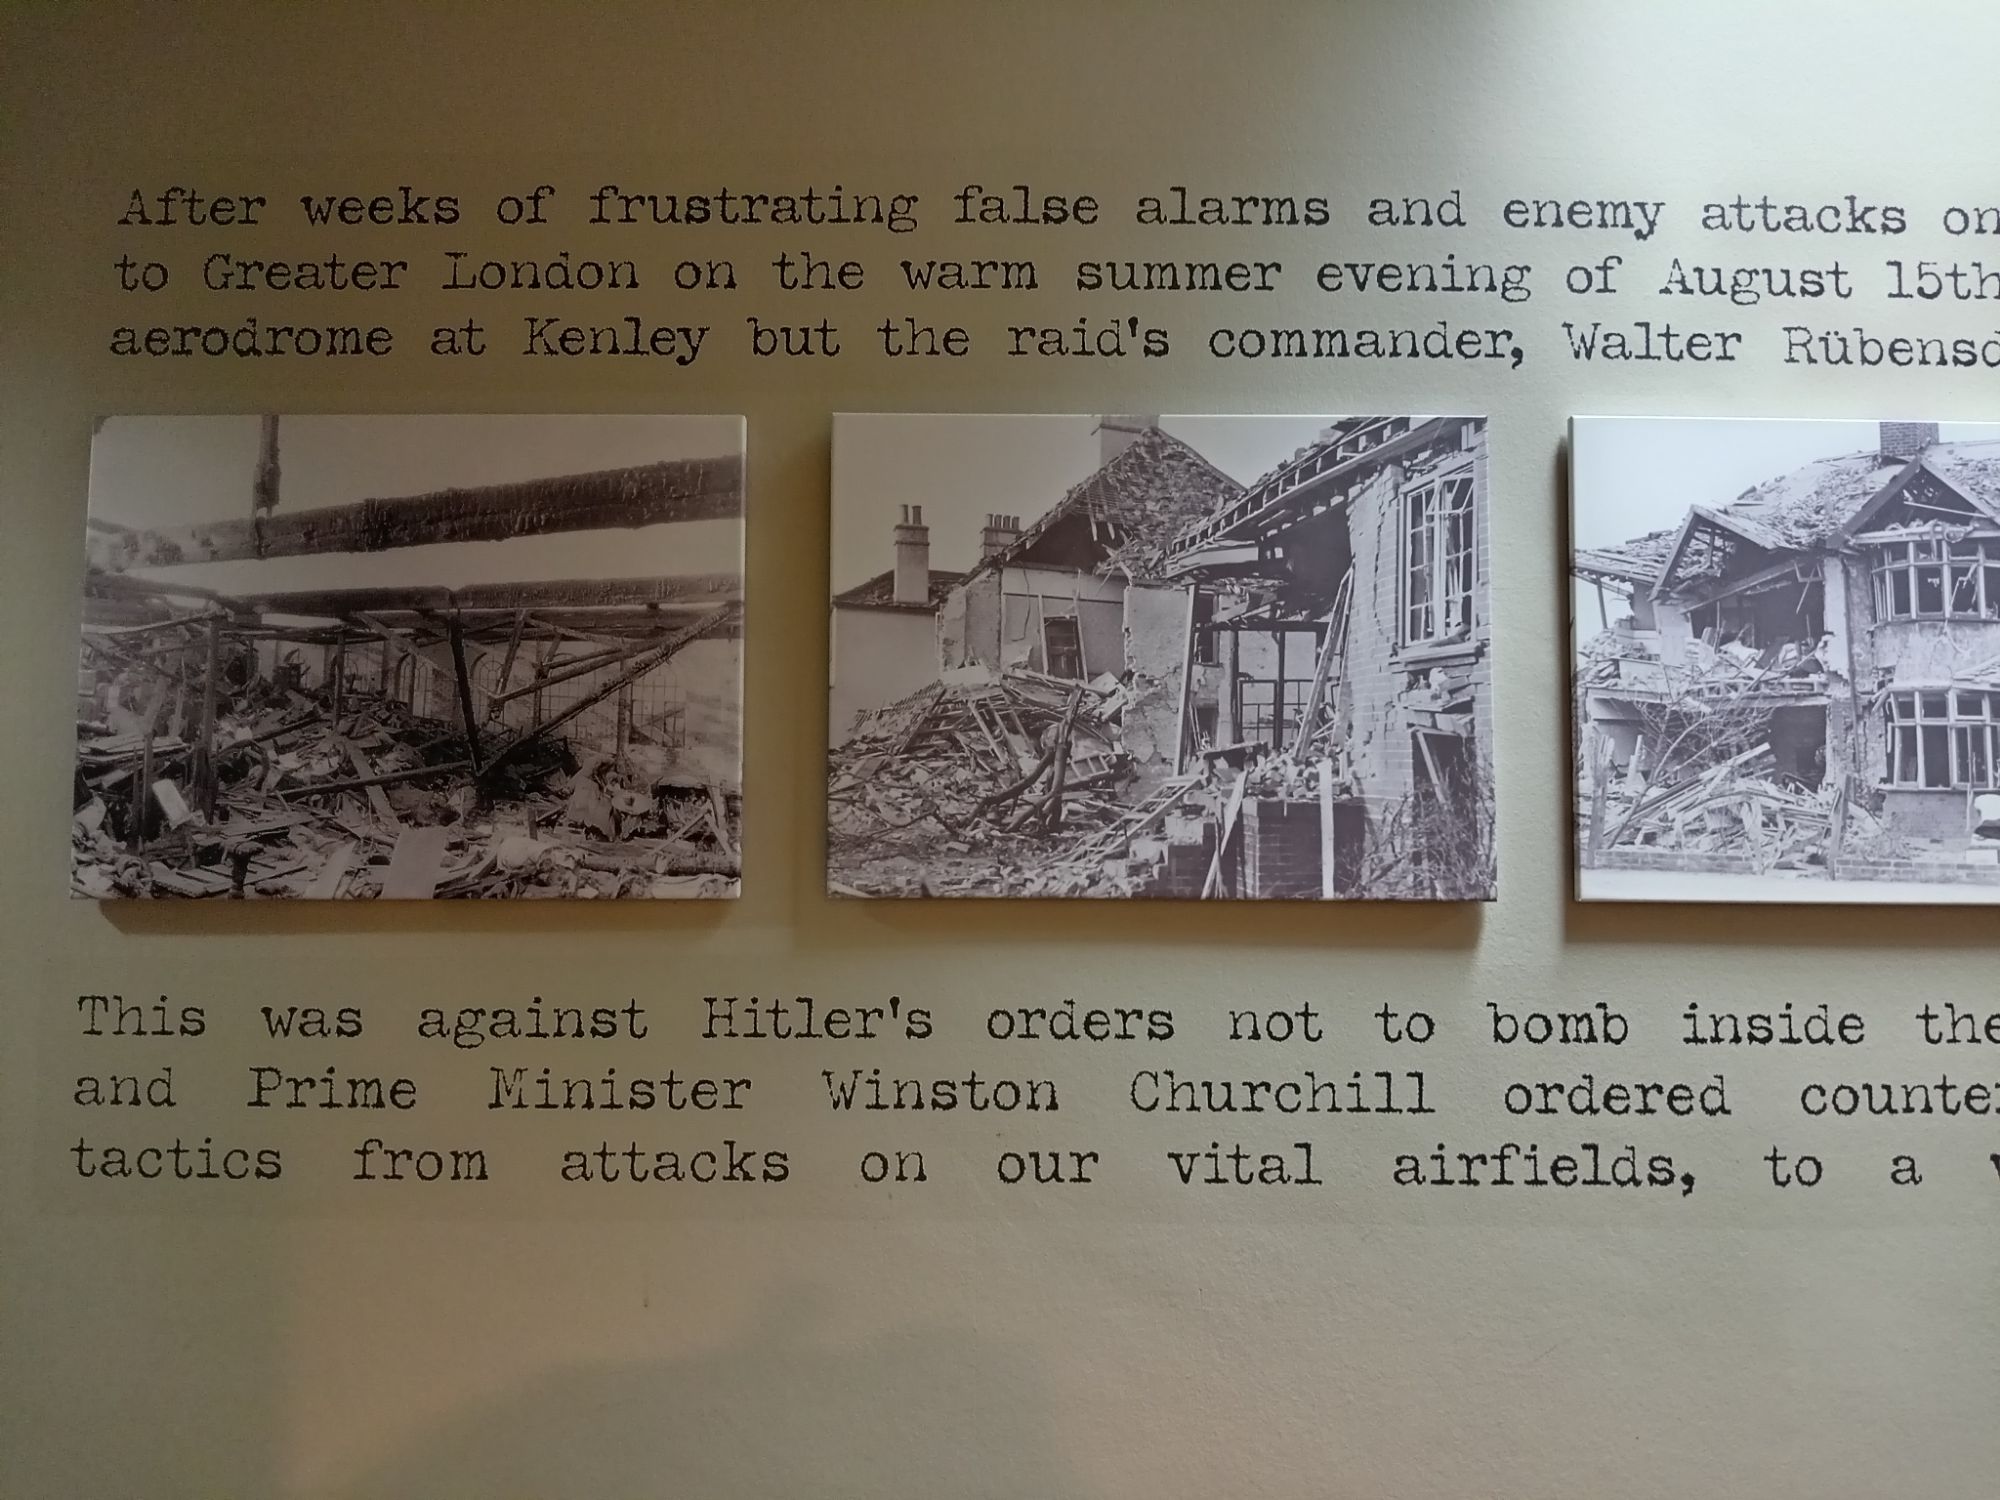 After weeks of frustrating false alarms and enemy attacks on
to Greater London on the warm summer evening of August 15th
aerodrome at Kenley but the raid's commander, Walter Rübensd
This was against Hitler's orders not to bomb inside the
and Prime Minister Winston Churchill ordered counter
tactics from attacks on our vital airfields, to a